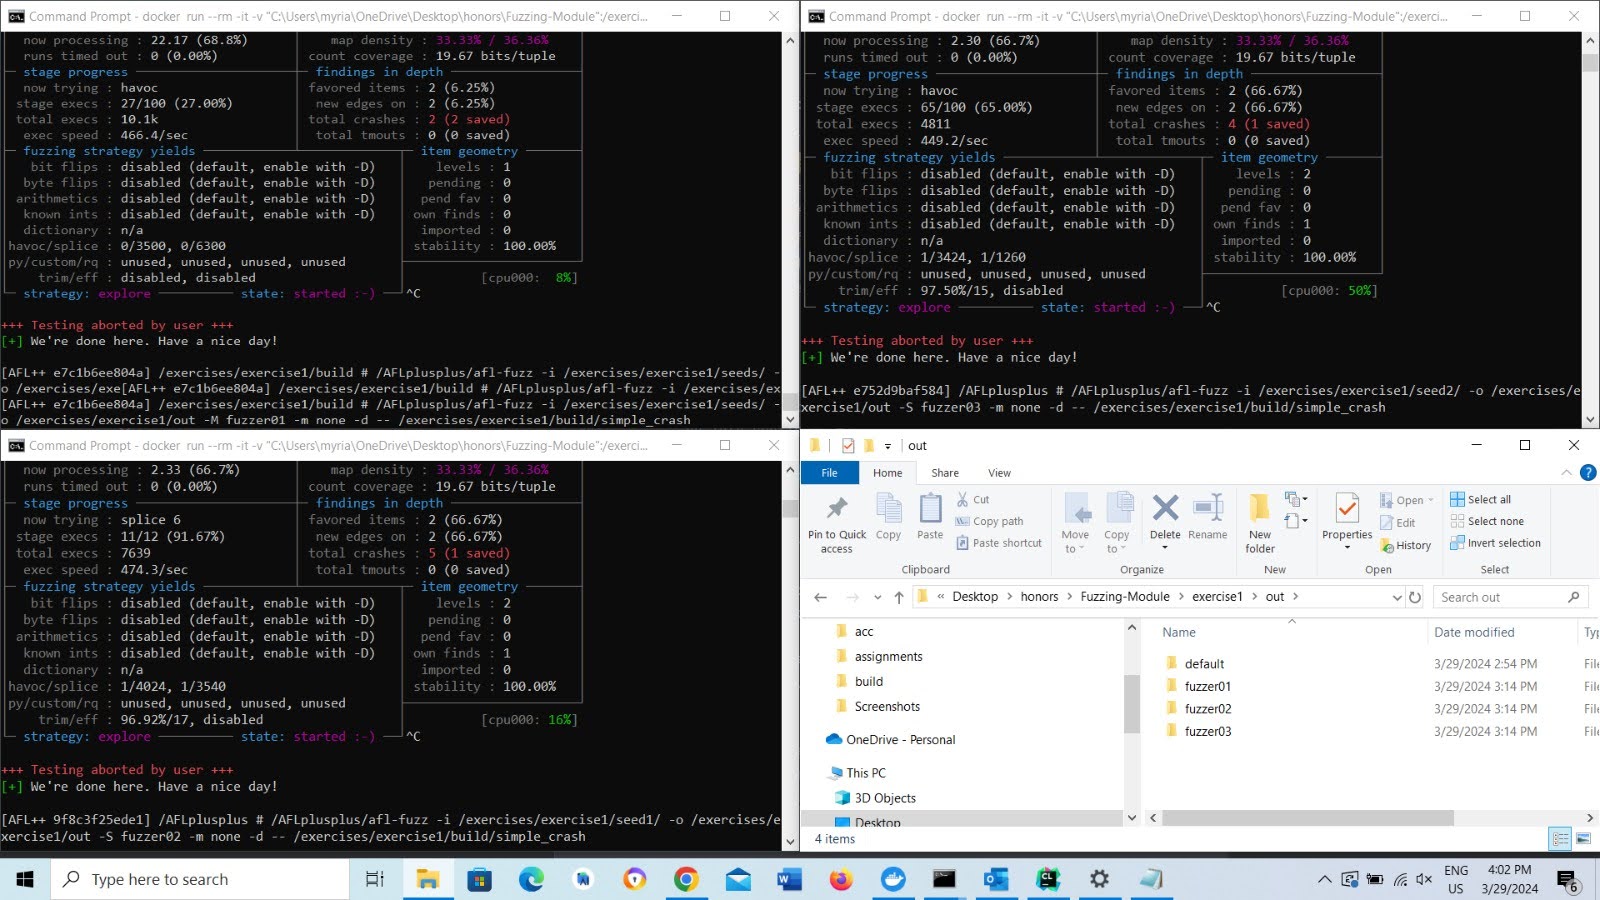 Command Prompt - docker  run --rm -it -v "C:\Users\myria\OneDrive\Desktop\honors\Fuzzing-Module":/exerci...
now processing : 22.17 (68.8%)
map density : 33.33% / 36.36%
runs timed out : 0 (0.00%)
count coverage : 19.67 bits/tuple
stage progress
findings in depth
now trying : havoc
favored items : 2 (6.25%)
stage execs : 27/100 (27.00%)
new edges on : 2 (6.25%)
total execs : 10.1k
total crashes : 2 (2 saved)
exec speed : 466.4/sec
total tmouts : 0 (0 saved)
fuzzing strategy yields
item geometry
bit flips : disabled (default, enable with -D)
levels : 1
byte flips : disabled (default, enable with -D)
pending : 0
arithmetics : disabled (default, enable with -D)
pend fav : 0
known ints : disabled (default, enable with -D)
own finds : 0
dictionary : n/a
imported : 0
havoc/splice : 0/3500, 0/6300
stability : 100.00%
py/custom/rq : unused, unused, unused, unused
trim/eff : disabled, disabled
[cpu000:  8%]
strategy: explore
state: started :-)
^C
+++ Testing aborted by user +++
[+] We're done here. Have a nice day!
[AFL++ e7c1b6ee804a] /exercises/exercise1/build # /AFLplusplus/afl-fuzz -i /exercises/exercise1/seeds/ -
o /exercises/exe[AFL++ e7c1b6ee804a] /exercises/exercise1/build # /AFLplusplus/afl-fuzz -i /exercises/ex
[AFL++ e7c1b6ee804a] /exercises/exercise1/build # /AFLplusplus/afl-fuzz -i /exercises/exercise1/seeds/ -
o /exercises/exercise1/out -M fuzzer01 -m none -d -- /exercises/exercise1/build/simple_crash
Command Prompt - docker  run --rm -it -v "C:\Users\myria\OneDrive\Desktop\honors\Fuzzing-Module":/exerci...
now processing : 2.30 (66.7%)
map density : 33.33% / 36.36%
runs timed out : 0 (0.00%)
count coverage : 19.67 bits/tuple
stage progress
findings in depth
now trying : havoc
favored items : 2 (66.67%)
stage execs : 65/100 (65.00%)
new edges on : 2 (66.67%)
total execs : 4811
total crashes : 4 (1 saved)
exec speed : 449.2/sec
total tmouts : 0 (0 saved)
fuzzing strategy yields
item geometry
bit flips : disabled (default, enable with -D)
levels : 2
byte flips : disabled (default, enable with -D)
pending : 0
arithmetics : disabled (default, enable with -D)
pend fav : 0
known ints : disabled (default, enable with -D)
own finds : 1
dictionary : n/a
imported : 0
havoc/splice : 1/3424, 1/1260
stability : 100.00%
py/custom/rq : unused, unused, unused, unused
trim/eff : 97.50%/15, disabled
[cpu000: 50%]
strategy: explore
state: started :-)
^C
+++ Testing aborted by user +++
[+] We're done here. Have a nice day!
[AFL++ e752d9baf584] /AFLplusplus # /AFLplusplus/afl-fuzz -i /exercises/exercise1/seed2/ -o /exercises/e
xercise1/out -S fuzzer03 -m none -d -- /exercises/exercise1/build/simple_crash
Command Prompt - docker  run --rm -it -v "C:\Users\myria\OneDrive\Desktop\honors\Fuzzing-Module":/exerci...
now processing : 2.33 (66.7%)
map density : 33.33% / 36.36%
runs timed out : 0 (0.00%)
count coverage : 19.67 bits/tuple
stage progress
findings in depth
now trying : splice 6
favored items : 2 (66.67%)
stage execs : 11/12 (91.67%)
new edges on : 2 (66.67%)
total execs : 7639
total crashes : 5 (1 saved)
exec speed : 474.3/sec
total tmouts : 0 (0 saved)
fuzzing strategy yields
item geometry
bit flips : disabled (default, enable with -D)
levels : 2
byte flips : disabled (default, enable with -D)
pending : 0
arithmetics : disabled (default, enable with -D)
pend fav : 0
known ints : disabled (default, enable with -D)
own finds : 1
dictionary : n/a
imported : 0
havoc/splice : 1/4024, 1/3540
stability : 100.00%
py/custom/rq : unused, unused, unused, unused
trim/eff : 96.92%/17, disabled
[cpu000: 16%]
strategy: explore
state: started :-)
^C
+++ Testing aborted by user +++
[+] We're done here. Have a nice day!
[AFL++ 9f8c3f25ede1] /AFLplusplus # /AFLplusplus/afl-fuzz -i /exercises/exercise1/seed1/ -o /exercises/e
xercise1/out -S fuzzer02 -m none -d -- /exercises/exercise1/build/simple_crash
out
File Home Share View
Pin to Quick access
Copy
Paste
Cut
Copy path
Paste shortcut
Clipboard
Move to
Copy to
Delete
Rename
Organize
New folder
New
Properties
Open
Edit
History
Open
Select all
Select none
Invert selection
Select
« Desktop > honors > Fuzzing-Module > exercise1 > out >
Search out
acc
assignments
build
Screenshots
OneDrive - Personal
This PC
3D Objects
Desktop
Name Date modified Typ
default 3/29/2024 2:54 PM File
fuzzer01 3/29/2024 3:14 PM File
fuzzer02 3/29/2024 3:14 PM File
fuzzer03 3/29/2024 3:14 PM File
4 items
Type here to search
ENG
US
4:02 PM
3/29/2024
6